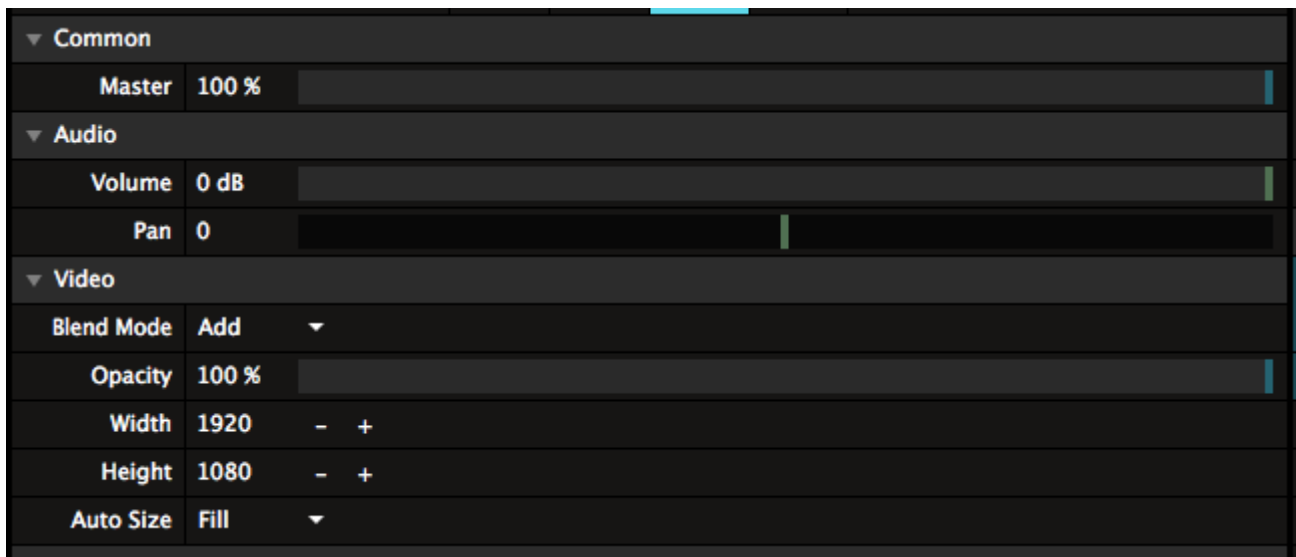 Common
Master 100 %
Audio
Volume 0 dB
Pan 0
Video
Blend Mode Add
Opacity 100 %
Width 1920 - +
Height 1080 - +
Auto Size Fill